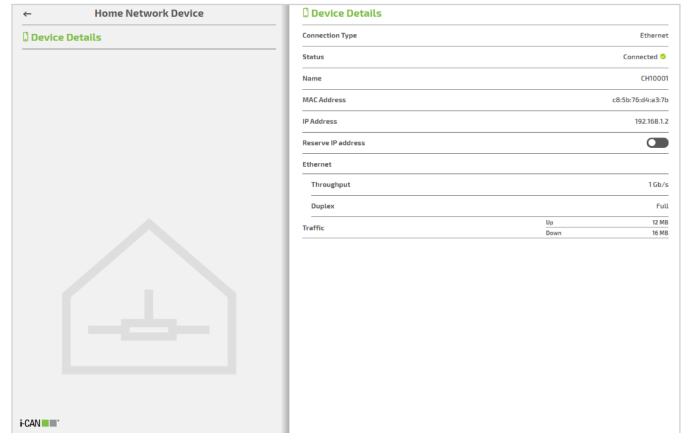 ← Home Network Device
Device Details
i-CAN
Device Details
Connection Type Ethernet
Status Connected
Name CH10001
MAC Address c8:5b:76:d4:a3:7b
IP Address 192.168.1.2
Reserve IP address
Ethernet
Throughput 1 Gb/s
Duplex Full
Traffic Up 12 MB
Down 16 MB